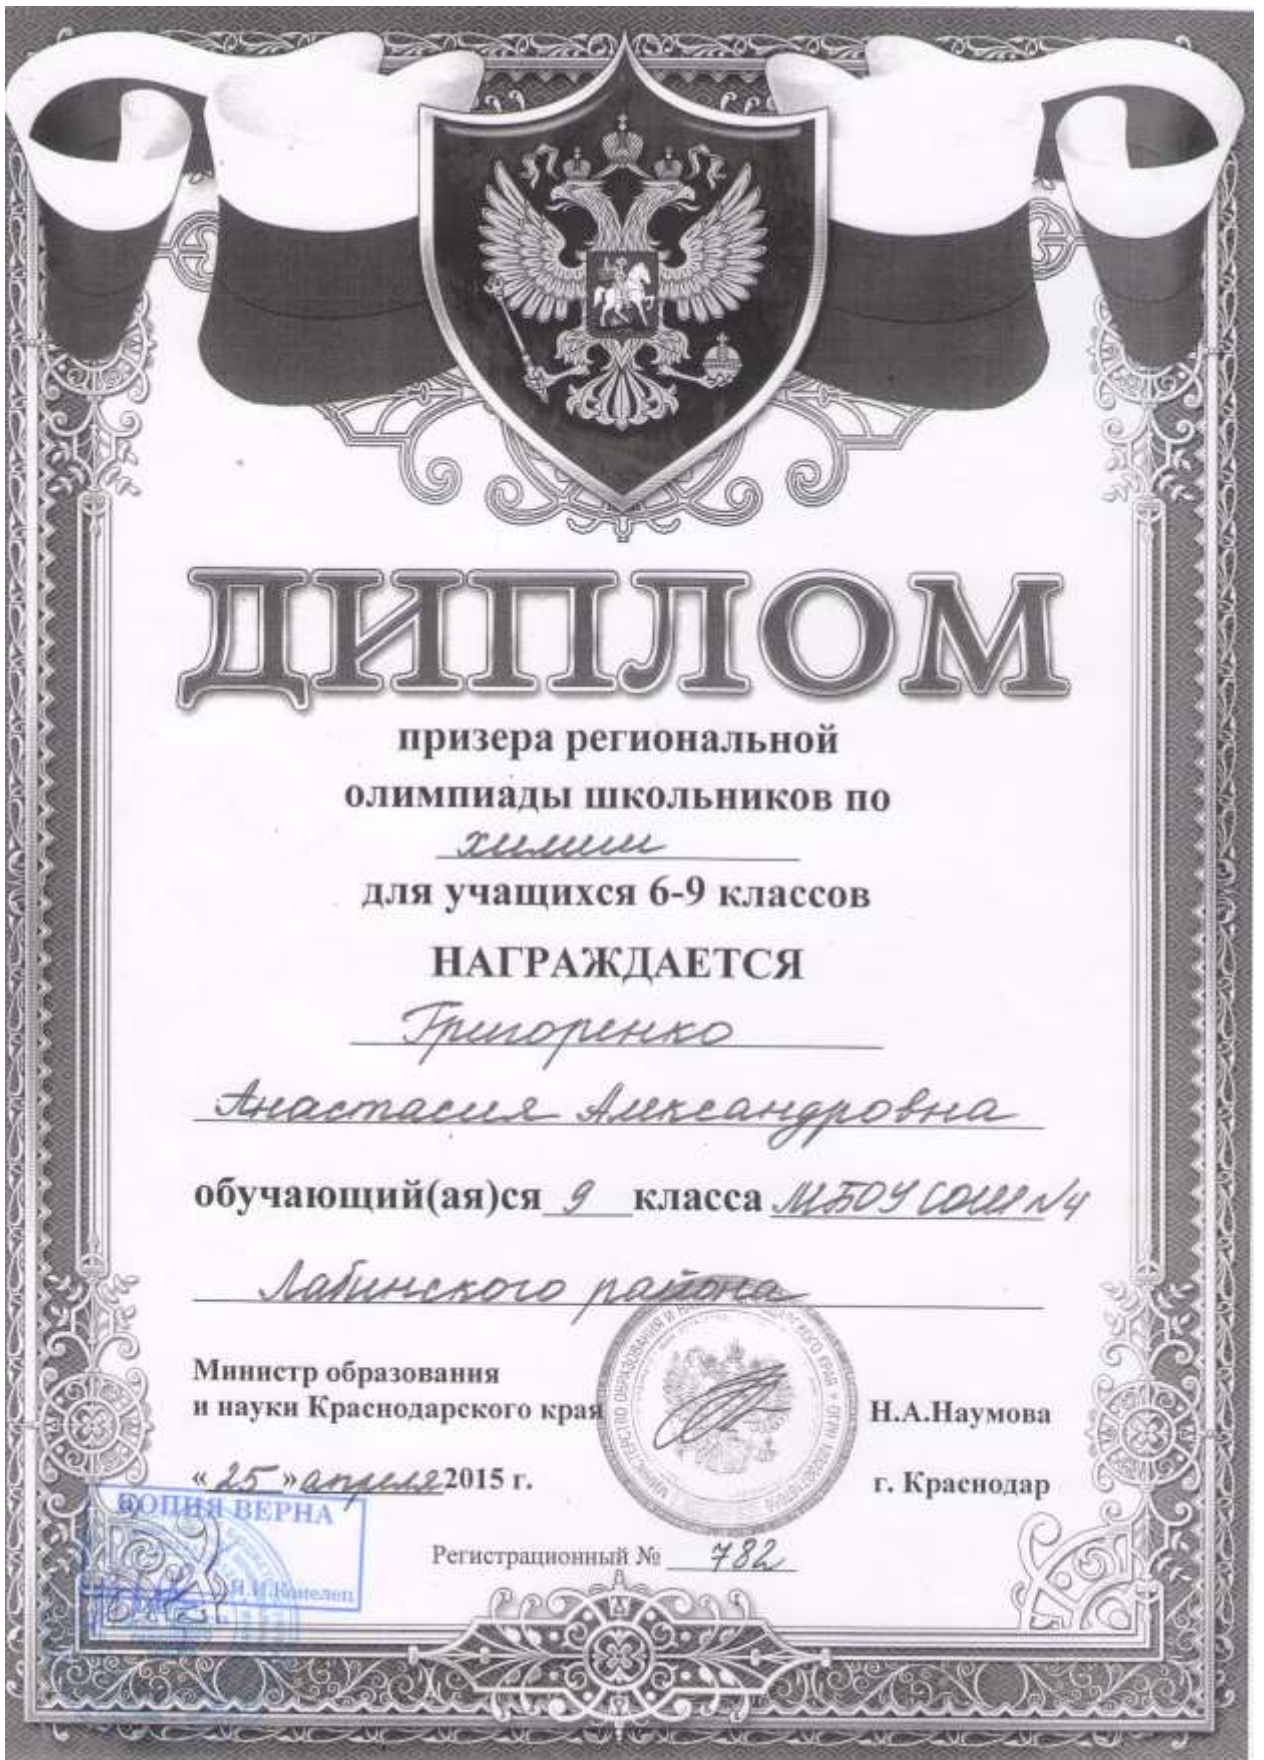 ДИПЛОМ
призера региональной
олимпиады школьников по
химии
для учащихся 6-9 классов
НАГРАЖДАЕТСЯ
Григоренко
Анастасия Александровна
обучающий(ая)ся 9 класса МБОУ СОШ №4
Лабинского района
Министр образования
и науки Краснодарского края
Н.А.Наумова
« 25 » апреля 2015 г.
г. Краснодар
КОПИЯ ВЕРНА
Регистрационный № 782